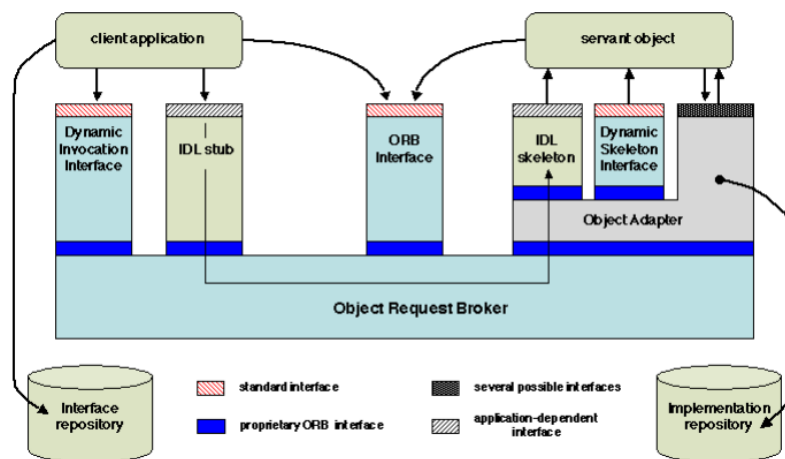 client application
servant object
Dynamic
Invocation
Interface
IDL stub
ORB
Interface
IDL
skeleton
Dynamic
Skeleton
Interface
Object Adapter
Object Request Broker
Interface
repository
standard interface
proprietary ORB interface
several possible interfaces
application-dependent
interface
Implementation
repository